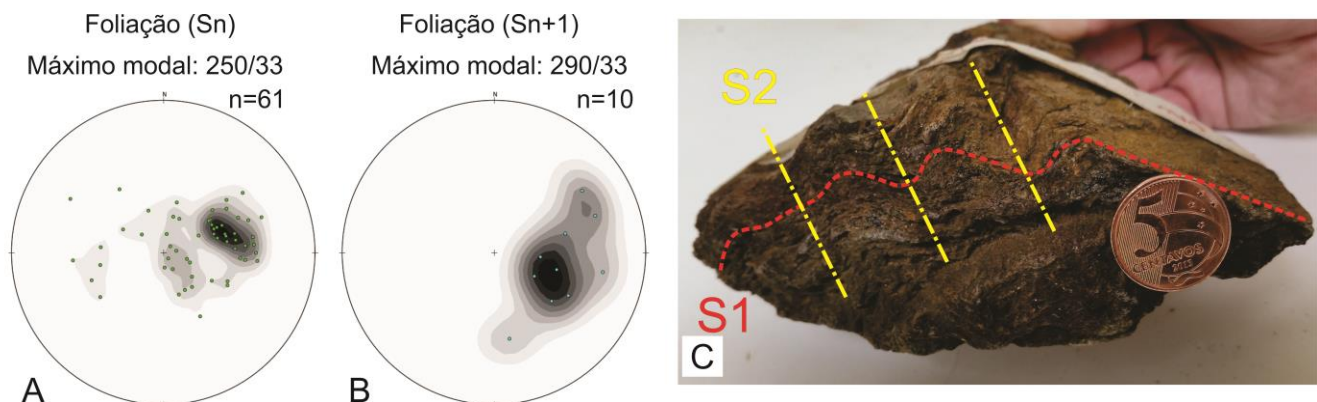 Foliação (Sn)
Máximo modal: 250/33
n=61
N
A
Foliação (Sn+1)
Máximo modal: 290/33
n=10
N
B
S2
S1
C
5
CENTAVOS